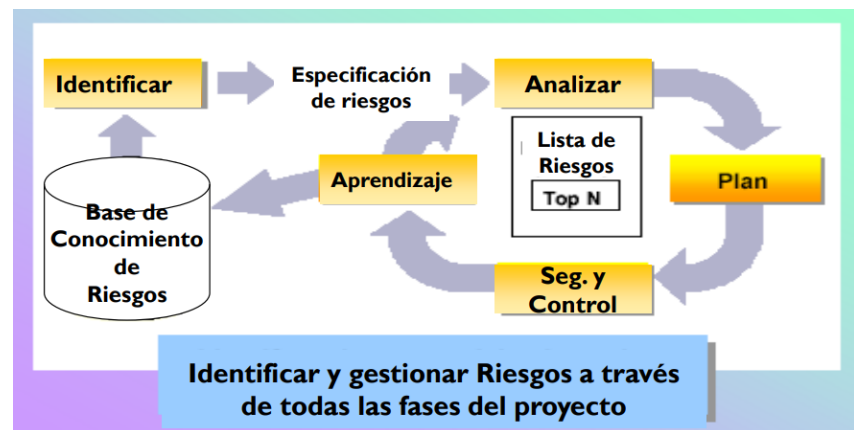 Identificar
Especificación
de riesgos
Analizar
Lista de
Riesgos
Top N
Plan
Aprendizaje
Base de
Conocimiento
de
Riesgos
Seg. y
Control
Identificar y gestionar Riesgos a través
de todas las fases del proyecto